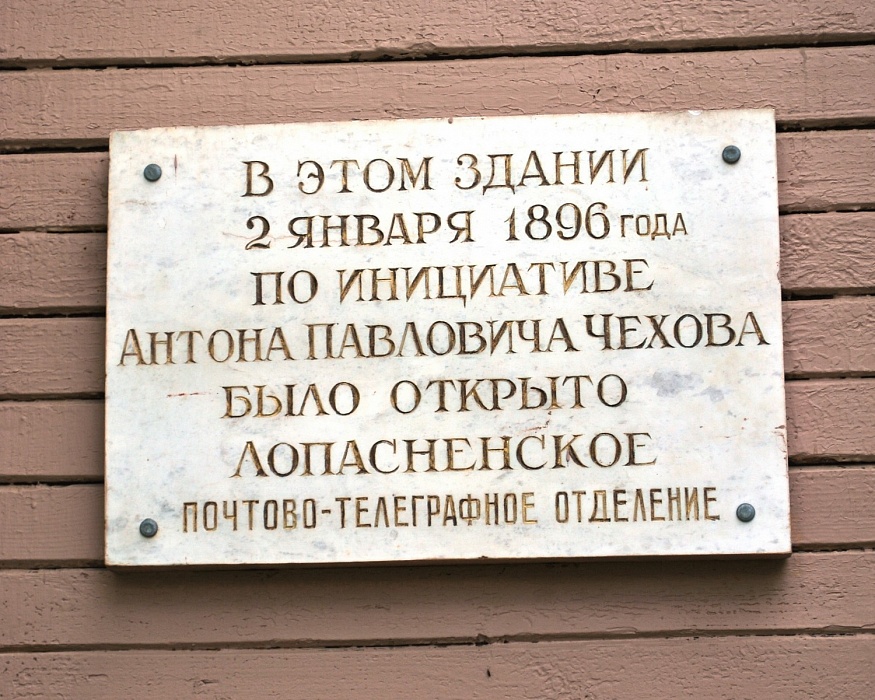 В ЭТОМ ЗДАНИИ
2 ЯНВАРЯ 1896 ГОДА
ПО ИНИЦИАТИВЕ
АНТОНА ПАВЛОВИЧА ЧЕХОВА
БЫЛО ОТКРЫТО
ЛОПАСНЕНСКОЕ
ПОЧТОВО-ТЕЛЕГРАФНОЕ ОТДЕЛЕНИЕ